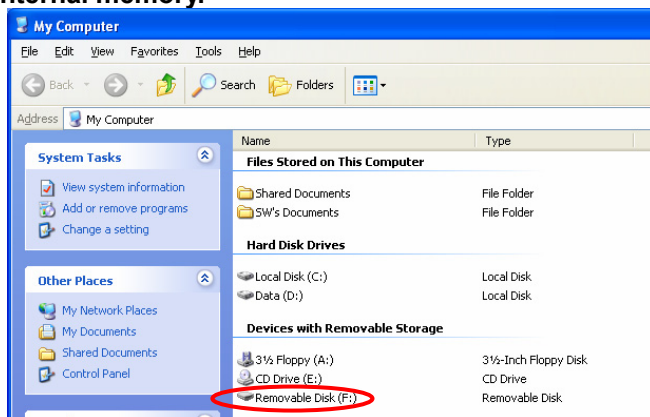 internal memory.
My Computer
File Edit View Favorites Tools Help
Back Search Folders
Address My Computer
Name Type
System Tasks
View system information
Add or remove programs
Change a setting
Other Places
My Network Places
My Documents
Shared Documents
Control Panel
Files Stored on This Computer
Shared Documents File Folder
SW's Documents File Folder
Hard Disk Drives
Local Disk (C:) Local Disk
Data (D:) Local Disk
Devices with Removable Storage
3½ Floppy (A:) 3½-Inch Floppy Disk
CD Drive (E:) CD Drive
Removable Disk (F:) Removable Disk